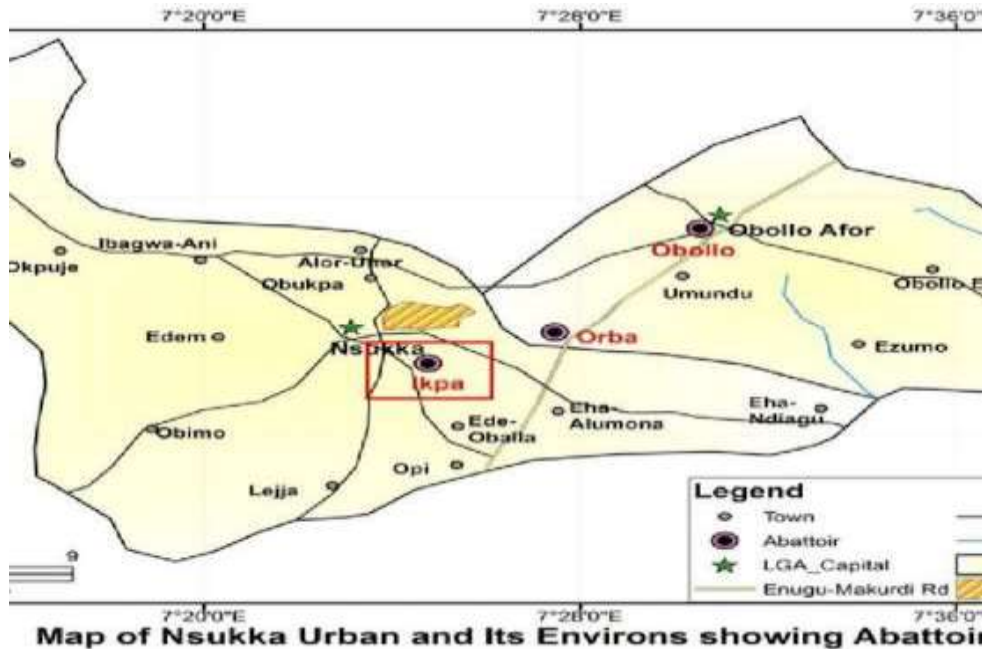 7°20'0"E 7°28'0"E 7°36'0"E
Obollo Afor
Obollo
Ibagwa-Ani
Alor-Unor
Okpuje
Obukpa
Umundu
Obollo E
Orba
Edem
Nsukka
Ezumo
Ikpa
Eha-
Alumona
Eha-
Ndiagu
Ede-
Oballa
Obimo
Opi
Lejja
Legend
Town
Abattoir
LGA_Capital
Enugu-Makurdi Rd
9
7°20'0"E 7°28'0"E 7°36'0"E
Map of Nsukka Urban and Its Environs showing Abattoir